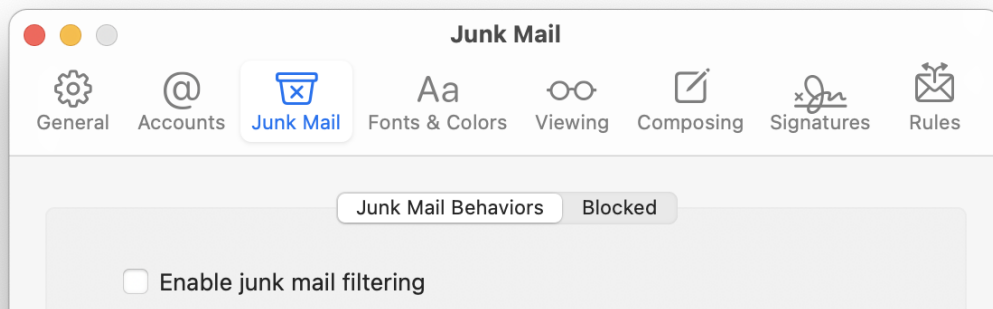 Junk Mail
General Accounts Junk Mail Fonts & Colors Viewing Composing Signatures Rules
Junk Mail Behaviors Blocked
Enable junk mail filtering